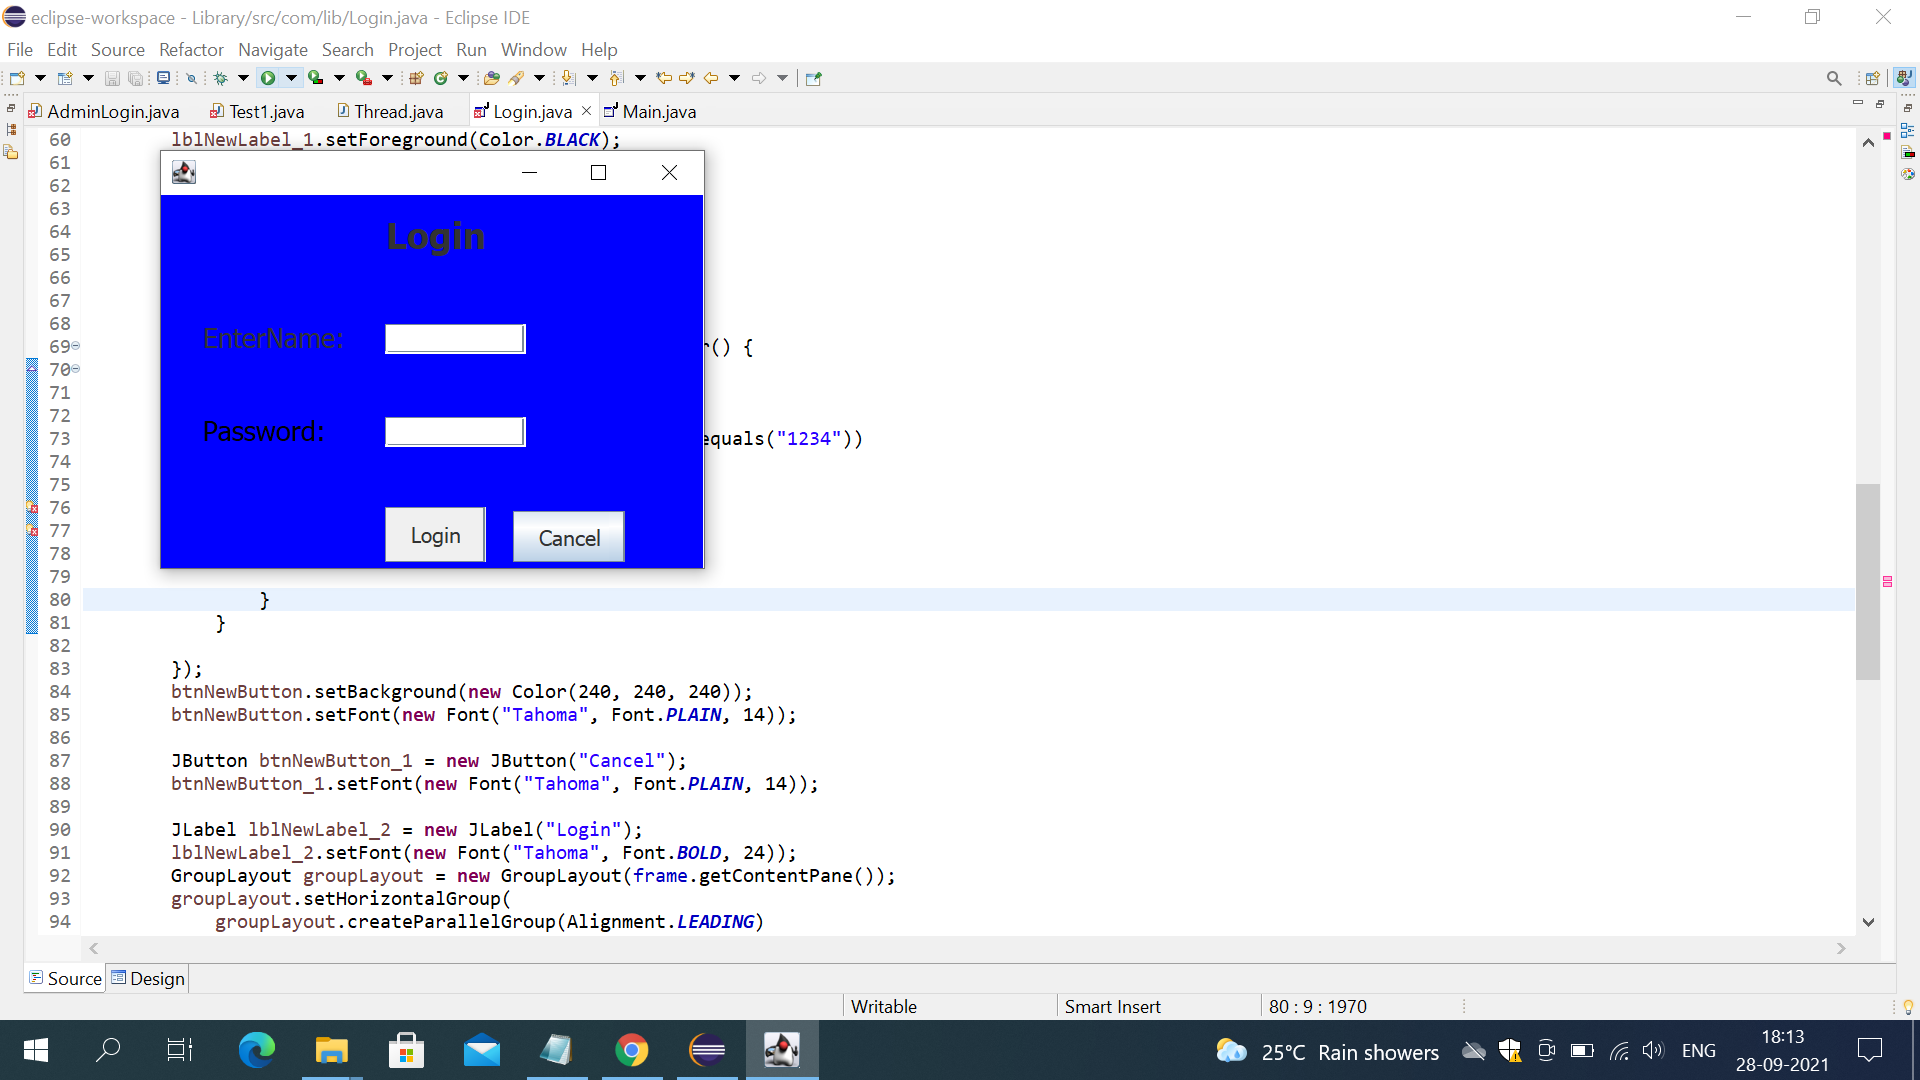 eclipse-workspace - Library/src/com/lib/Login.java - Eclipse IDE
File Edit Source Refactor Navigate Search Project Run Window Help
AdminLogin.java Test1.java Thread.java Login.java Main.java
60 lblNewLabel_1.setForeground(Color.BLACK);
61
62
63
64
65
66
67
68
69 r() {
70
71
72
73 equals("1234"))
74
75
76
77
78
79
80 }
81 }
82
83 });
84 btnNewButton.setBackground(new Color(240, 240, 240));
85 btnNewButton.setFont(new Font("Tahoma", Font.PLAIN, 14));
86
87 JButton btnNewButton_1 = new JButton("Cancel");
88 btnNewButton_1.setFont(new Font("Tahoma", Font.PLAIN, 14));
89
90 JLabel lblNewLabel_2 = new JLabel("Login");
91 lblNewLabel_2.setFont(new Font("Tahoma", Font.BOLD, 24));
92 GroupLayout groupLayout = new GroupLayout(frame.getContentPane());
93 groupLayout.setHorizontalGroup(
94 groupLayout.createParallelGroup(Alignment.LEADING)
Login
EnterName:
Password:
Login Cancel
Source Design
Writable Smart Insert 80 : 9 : 1970
25°C Rain showers ENG 18:13
28-09-2021